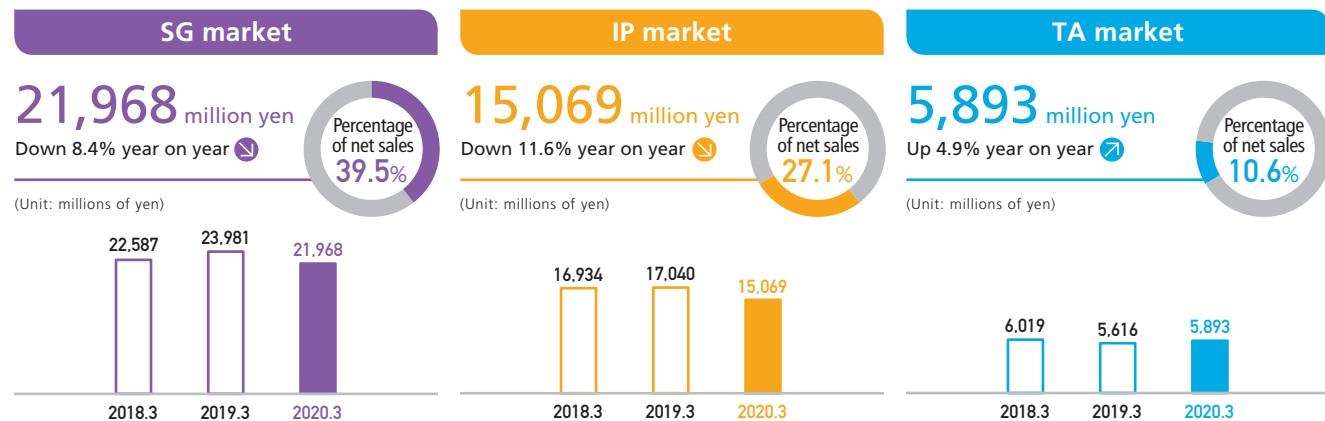 SG market
21,968 million yen
Down 8.4% year on year
Percentage
of net sales
39.5%
(Unit: millions of yen)
22,587
23,981
21,968
2018.3
2019.3
2020.3
IP market
15,069 million yen
Down 11.6% year on year
Percentage
of net sales
27.1%
(Unit: millions of yen)
16,934
17,040
15,069
2018.3
2019.3
2020.3
TA market
5,893 million yen
Up 4.9% year on year
Percentage
of net sales
10.6%
(Unit: millions of yen)
6,019
5,616
5,893
2018.3
2019.3
2020.3